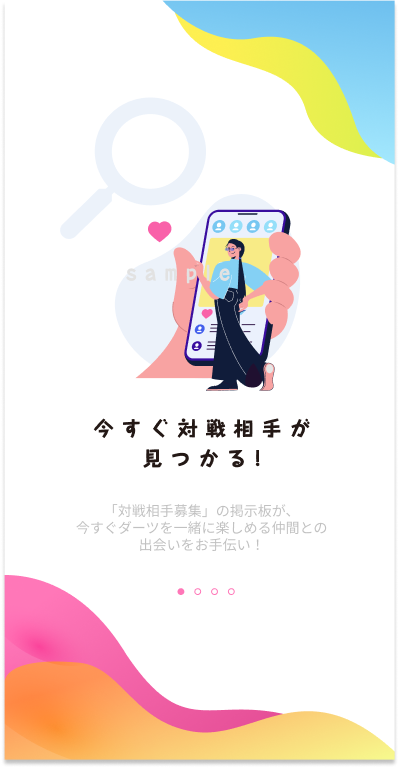 sample
今すぐ対戦相手が
見つかる!
「対戦相手募集」の掲示板が、
今すぐダーツを一緒に楽しめる仲間との
出会いをお手伝い！